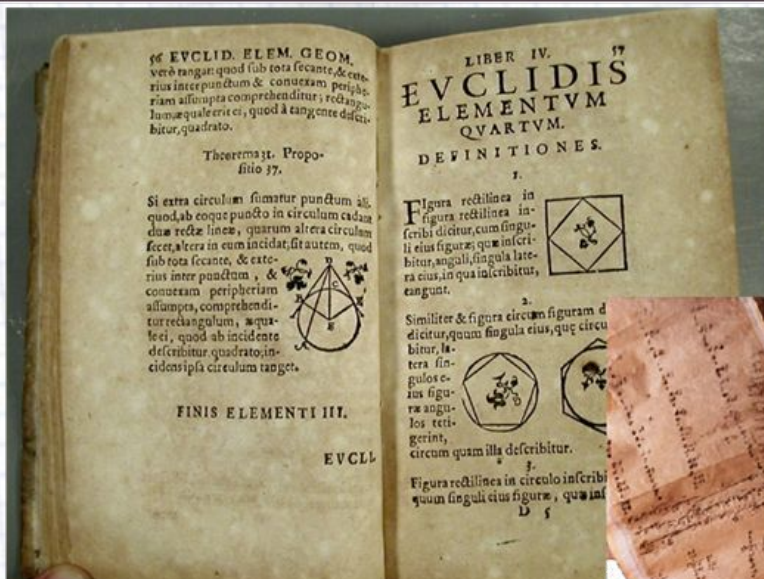 56 EVCLID. ELEM. GEOM.
verò tangat: quod sub tota secante, & exte-
rius inter punctum & conuexam periphe-
riam assumpta comprehenditur; rectangu-
lum, æquale erit ei, quod à tangente descri-
bitur, quadrato.
Theorema 31. Propo-
sitio 37.
Si extra circulum sumatur punctum ali-
quod, ab eoque puncto in circulum cadant
duæ rectæ lineæ, quarum altera circulum
secet, altera in eum incidat; sit autem, quod
sub tota secante, & exte-
rius inter punctum, &
conuexam peripheriam
assumpta, comprehendi-
tur rectangulum, æqua-
le ei, quod ab incidente
describitur quadrato; in-
cidens ipsa circulum tanget.
D
C
B
E
A
FINIS ELEMENTI III.
EVCLI
LIBER IV. 57
EVCLIDIS
ELEMENTVM
QVARTVM.
DEFINITIONES.
1.
FIgura rectilinea in
figura rectilinea in-
scribi dicitur, cum singu-
li eius figuræ; quæ inscri-
bitur, anguli, singula late-
ra eius, in qua inscribitur,
tangunt.
2.
Similiter & figura circum figuram d
dicitur, quum singula eius, quę circu
bitur, la-
tera sin-
gulos e-
ius figu-
ræ angu-
los teti-
gerint,
circum quam illa describitur.
3.
Figura rectilinea in circulo inscribi
quum singuli eius figuræ, quæ ins
D 5